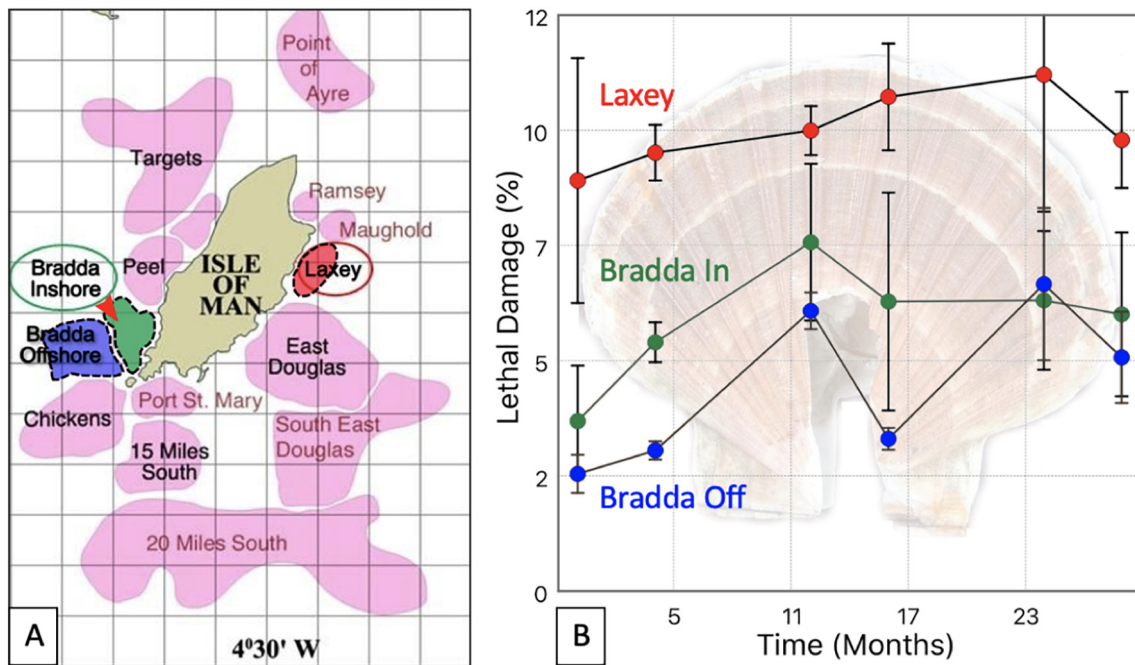 Point
of
Ayre
Targets
Ramsey
Maughold
Bradda
Inshore
Peel
ISLE
OF
MAN
Laxey
Bradda
Offshore
East
Douglas
Chickens
Port St. Mary
South East
Douglas
15 Miles
South
20 Miles South
A
4⁰30' W
Lethal Damage (%)
12
10
7
5
2
0
Laxey
Bradda In
Bradda Off
5
11
17
23
B
Time (Months)